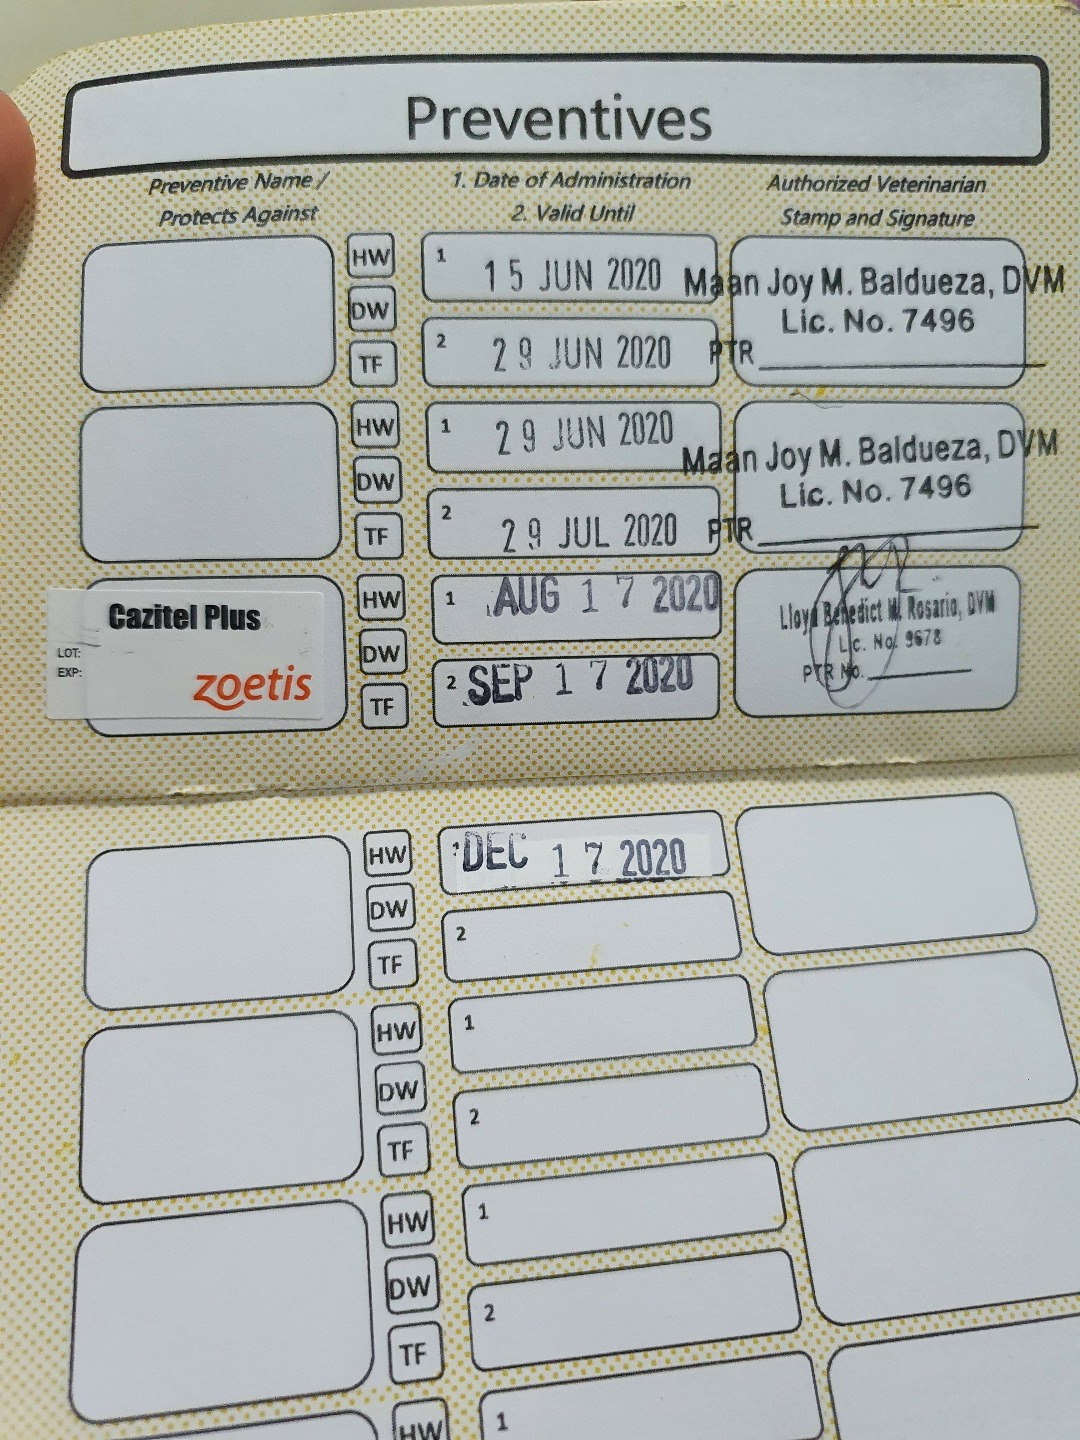 Preventives
Preventive Name /
Protects Against
1. Date of Administration
2. Valid Until
Authorized Veterinarian
Stamp and Signature
HW
DW
TF
1 15 JUN 2020
2 29 JUN 2020
Maan Joy M. Baldueza, DVM
Lic. No. 7496
PTR
HW
DW
TF
1 29 JUN 2020
2 29 JUL 2020
Maan Joy M. Baldueza, DVM
Lic. No. 7496
PTR
Cazitel Plus
LOT:
EXP:
zoetis
HW
DW
TF
1 AUG 17 2020
2 SEP 17 2020
Lloyd Benedict M. Rosario, DVM
Lic. No. 9678
PTR No.
HW
DW
TF
1 DEC 17 2020
2
HW
DW
TF
1
2
HW
DW
TF
1
2
HW
1